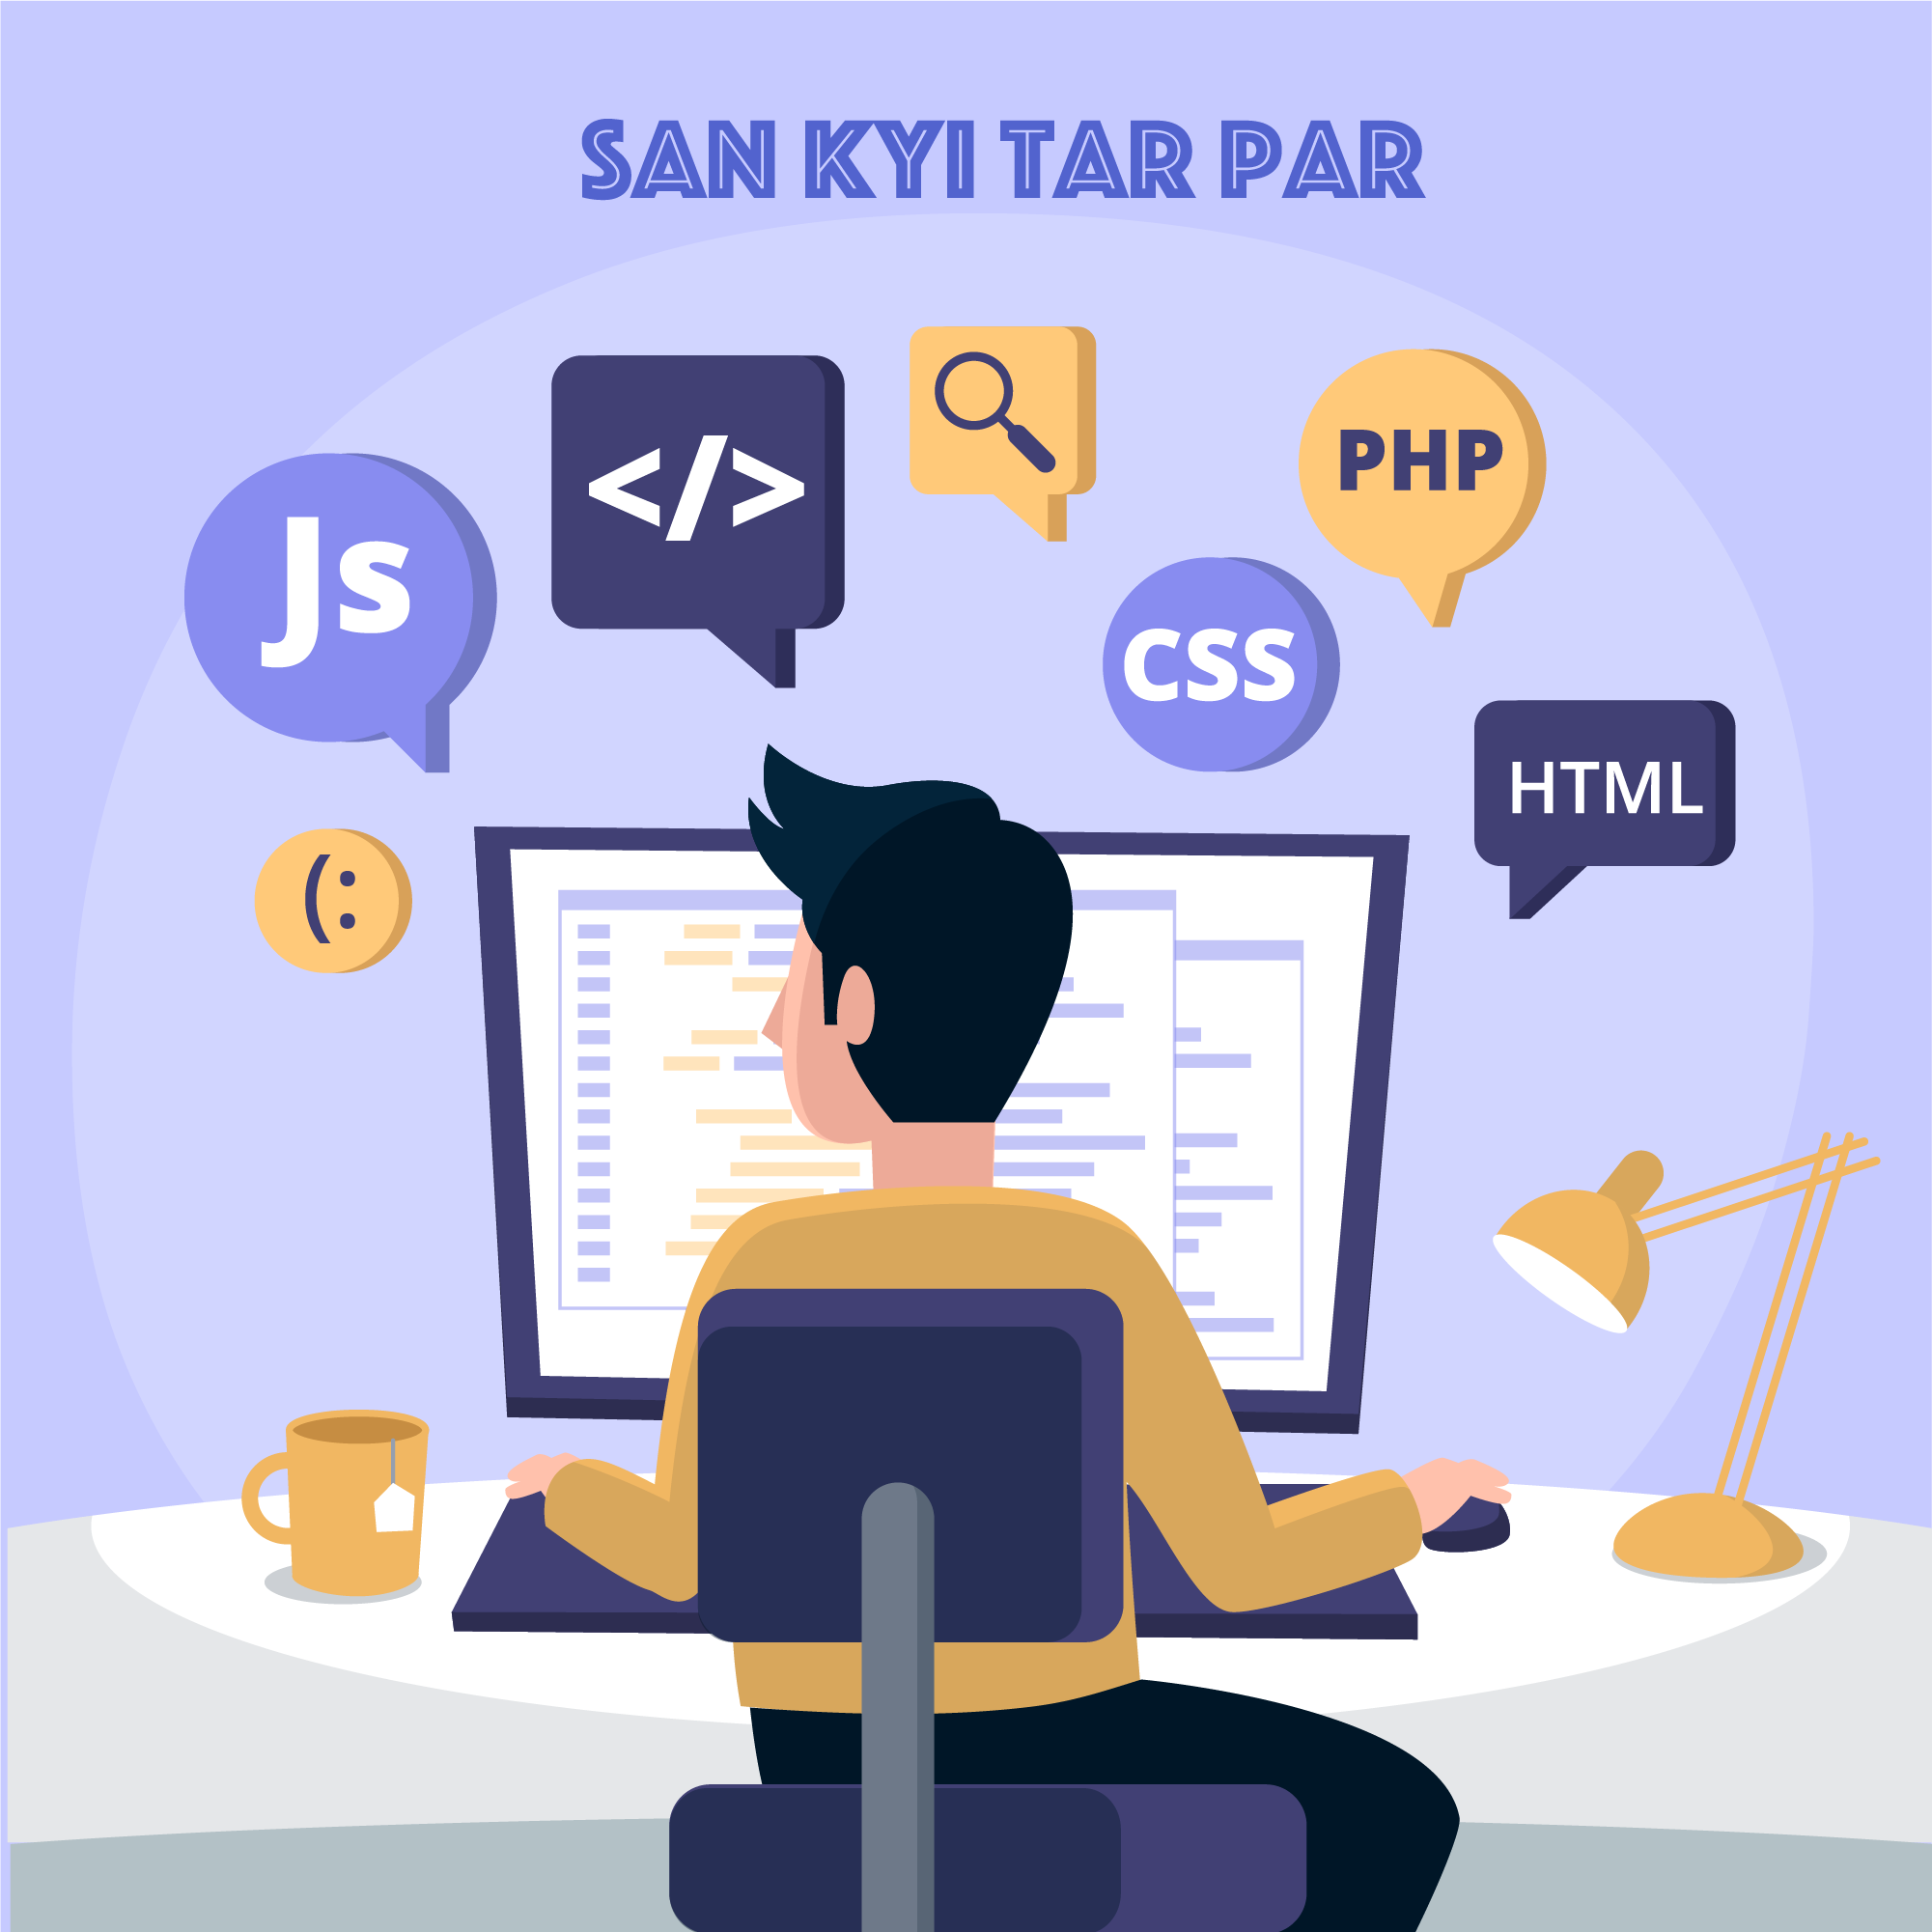 SAN KYI TAR PAR
</>
PHP
Js
CSS
HTML
(: